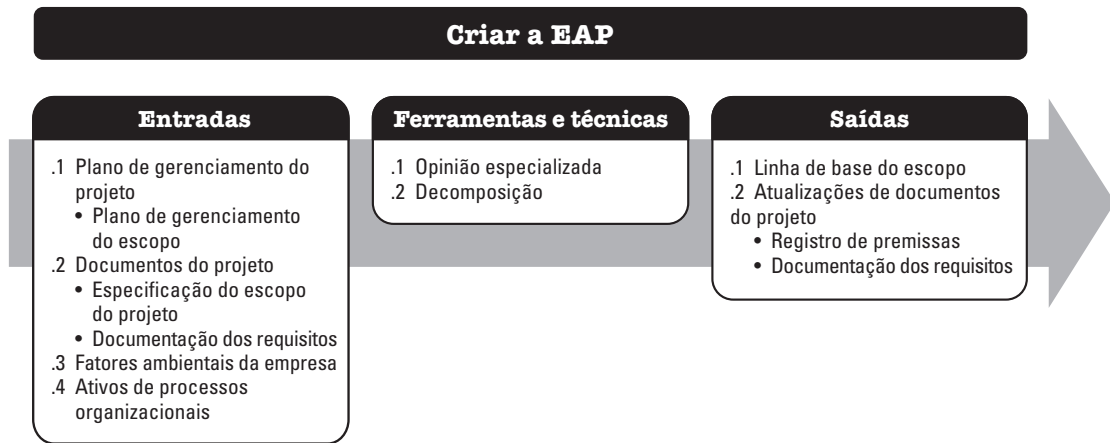 Criar a EAP
Entradas
.1 Plano de gerenciamento do
projeto
• Plano de gerenciamento
do escopo
.2 Documentos do projeto
• Especificação do escopo
do projeto
• Documentação dos requisitos
.3 Fatores ambientais da empresa
.4 Ativos de processos
organizacionais
Ferramentas e técnicas
.1 Opinião especializada
.2 Decomposição
Saídas
.1 Linha de base do escopo
.2 Atualizações de documentos
do projeto
• Registro de premissas
• Documentação dos requisitos